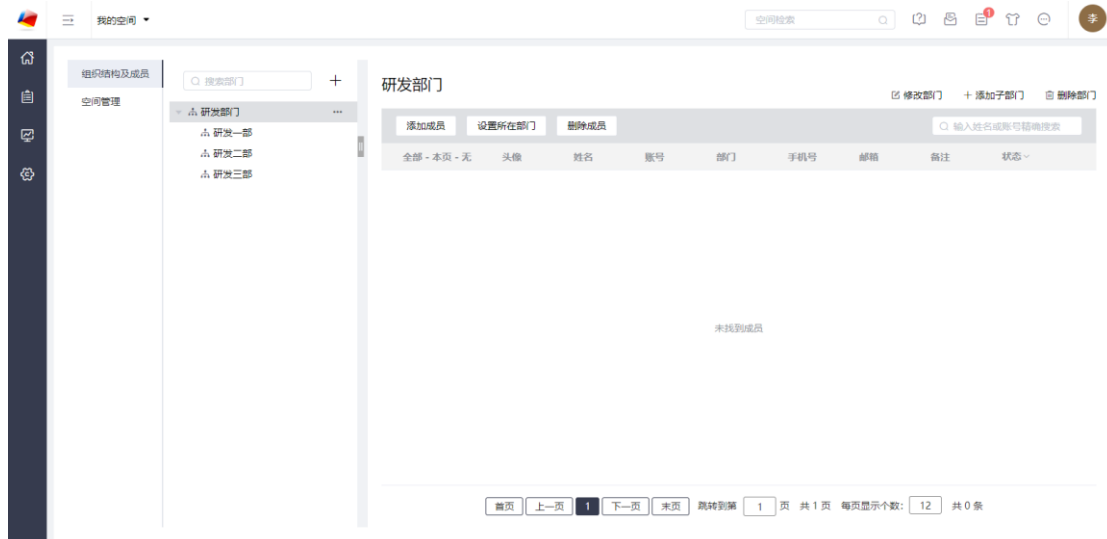 我的空间
空间检索
1
李
组织结构及成员
空间管理
搜索部门
研发部门
研发一部
研发二部
研发三部
研发部门
修改部门 添加子部门 删除部门
添加成员 设置所在部门 删除成员 输入姓名或账号精确搜索
全部 - 本页 - 无 头像 姓名 账号 部门 手机号 邮箱 备注 状态
未找到成员
首页 上一页 1 下一页 末页 跳转到第 1 页 共 1 页 每页显示个数: 12 共 0 条